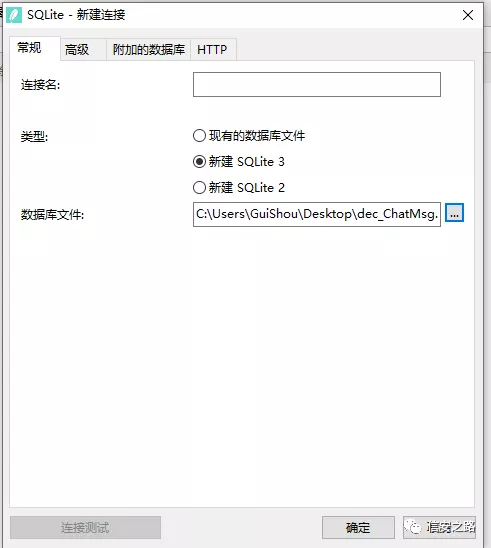 SQLite - 新建连接
常规 高级 附加的数据库 HTTP
连接名:
类型:
现有的数据库文件
新建 SQLite 3
新建 SQLite 2
数据库文件: C:\Users\GuiShou\Desktop\dec_ChatMsg. ...
连接测试 确定 信安之路